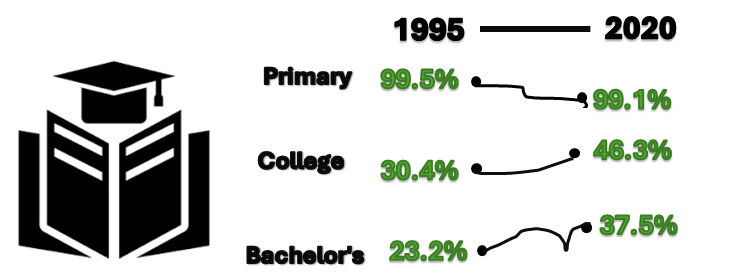 1995 2020
Primary 99.5% 99.1%
College 30.4% 46.3%
Bachelor's 23.2% 37.5%